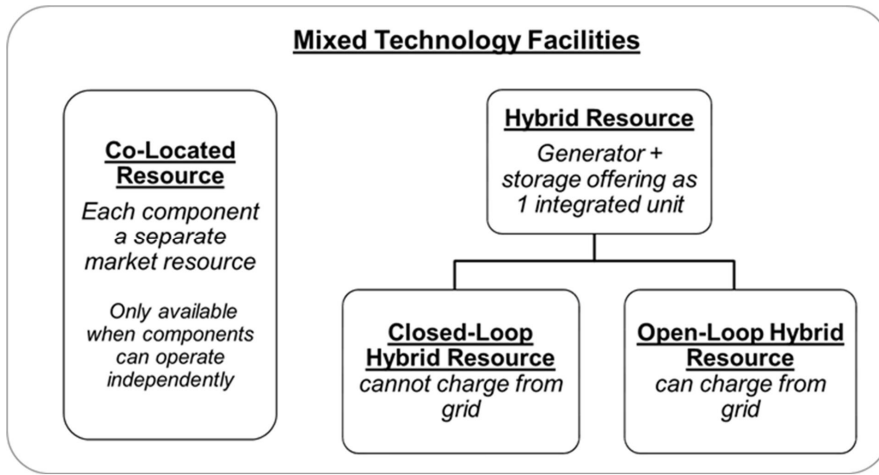 Mixed Technology Facilities
Co-Located
Resource
Each component
a separate
market resource
Only available
when components
can operate
independently
Hybrid Resource
Generator +
storage offering as
1 integrated unit
Closed-Loop
Hybrid Resource
cannot charge from
grid
Open-Loop Hybrid
Resource
can charge from
grid